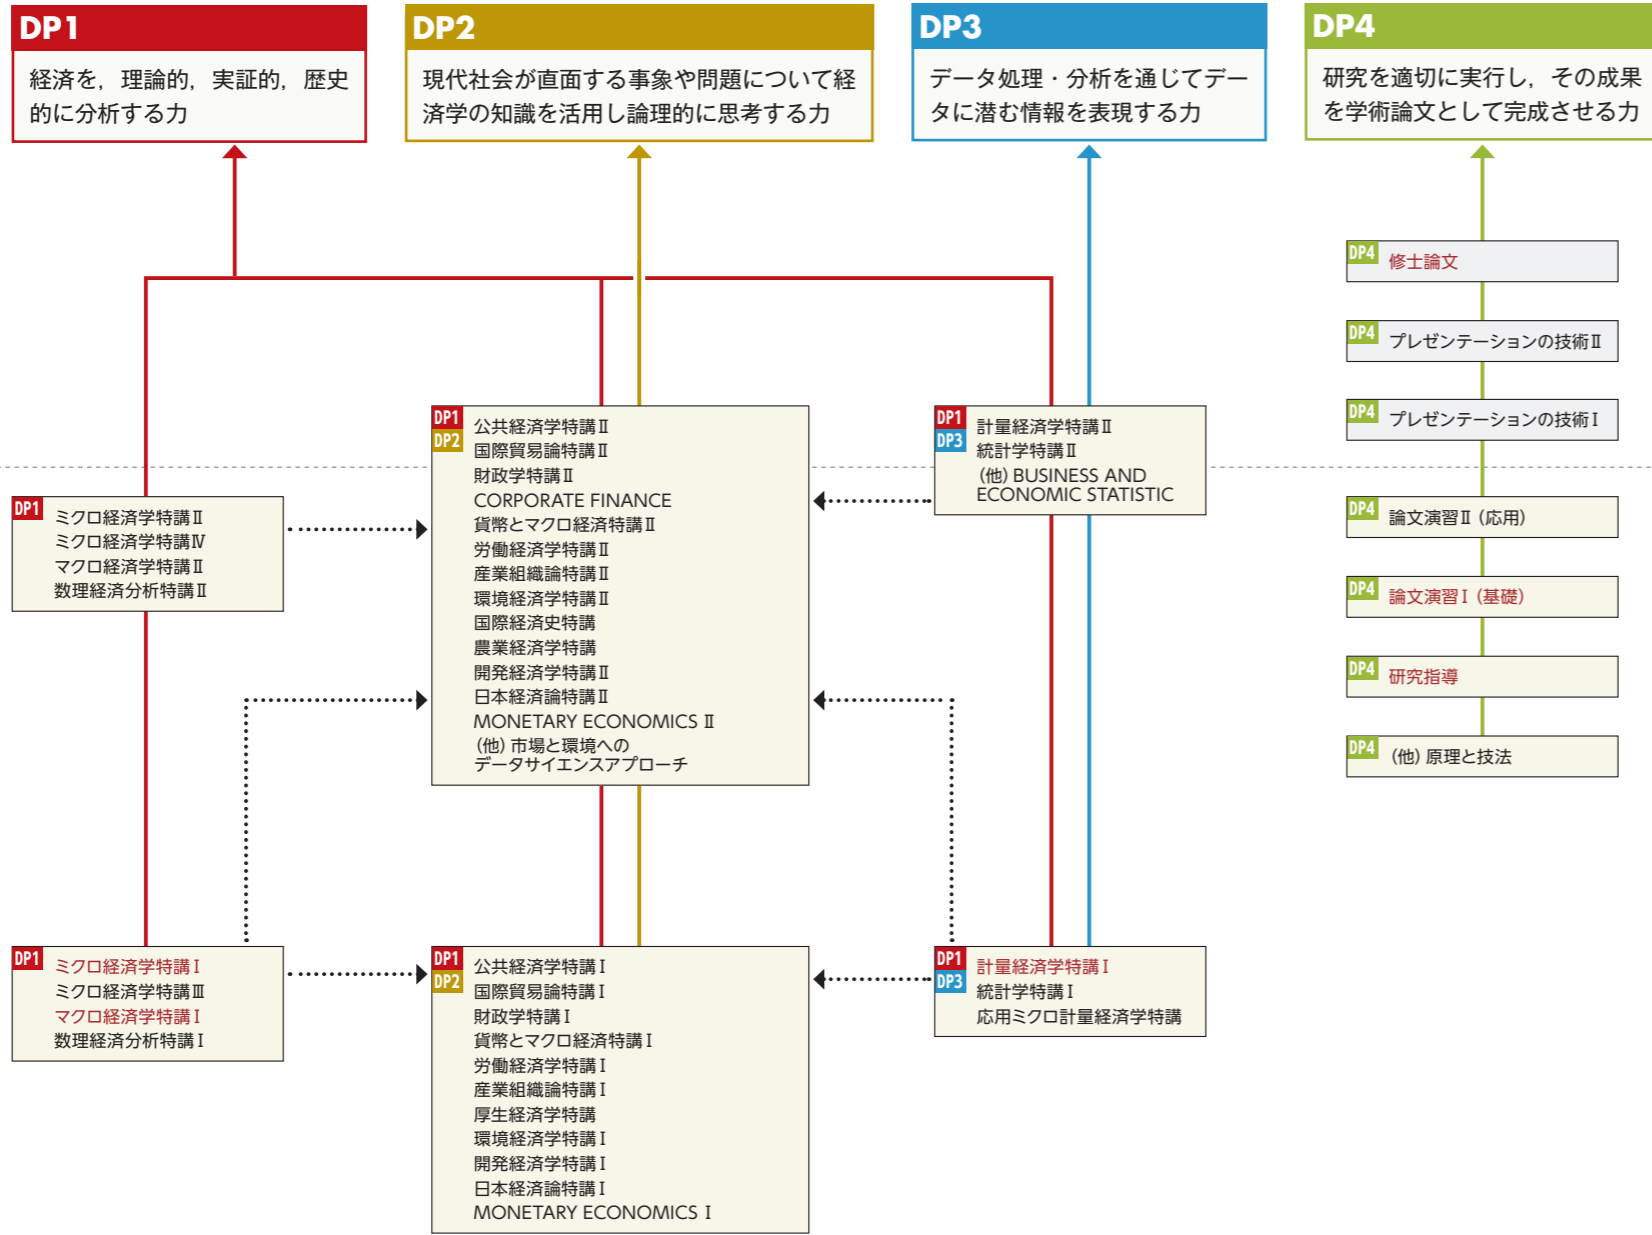 DP1
経済を，理論的，実証的，歴史
的に分析する力
DP2
現代社会が直面する事象や問題について経
済学の知識を活用し論理的に思考する力
DP3
データ処理・分析を通じてデー
タに潜む情報を表現する力
DP4
研究を適切に実行し，その成果
を学術論文として完成させる力
DP4
修士論文
DP4
プレゼンテーションの技術Ⅱ
DP4
プレゼンテーションの技術Ⅰ
DP1
DP2
公共経済学特講Ⅱ
国際貿易論特講Ⅱ
財政学特講Ⅱ
CORPORATE FINANCE
貨幣とマクロ経済特講Ⅱ
労働経済学特講Ⅱ
産業組織論特講Ⅱ
環境経済学特講Ⅱ
国際経済史特講
農業経済学特講
開発経済学特講Ⅱ
日本経済論特講Ⅱ
MONETARY ECONOMICS Ⅱ
（他）市場と環境への
データサイエンスアプローチ
DP1
DP3
計量経済学特講Ⅱ
統計学特講Ⅱ
（他）BUSINESS AND
ECONOMIC STATISTIC
DP1
ミクロ経済学特講Ⅱ
ミクロ経済学特講Ⅳ
マクロ経済学特講Ⅱ
数理経済分析特講Ⅱ
DP4
論文演習Ⅱ（応用）
DP4
論文演習Ⅰ（基礎）
DP4
研究指導
DP4
（他）原理と技法
DP1
ミクロ経済学特講Ⅰ
ミクロ経済学特講Ⅲ
マクロ経済学特講Ⅰ
数理経済分析特講Ⅰ
DP1
DP2
公共経済学特講Ⅰ
国際貿易論特講Ⅰ
財政学特講Ⅰ
貨幣とマクロ経済特講Ⅰ
労働経済学特講Ⅰ
産業組織論特講Ⅰ
厚生経済学特講
環境経済学特講Ⅰ
開発経済学特講Ⅰ
日本経済論特講Ⅰ
MONETARY ECONOMICS Ⅰ
DP1
DP3
計量経済学特講Ⅰ
統計学特講Ⅰ
応用ミクロ計量経済学特講